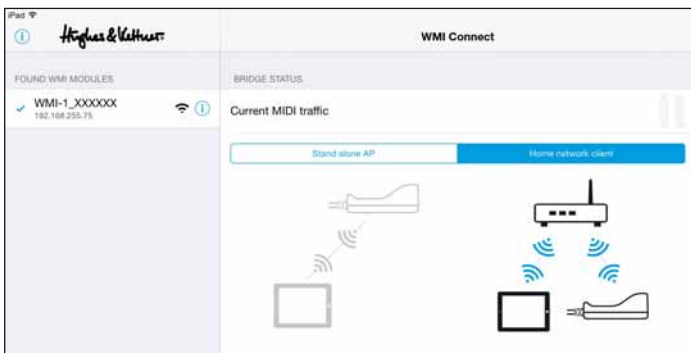 iPad
Hughes & Kettner
WMI Connect
FOUND WMI MODULES
BRIDGE STATUS
WMI-1_XXXXXX
192.168.255.75
Current MIDI traffic
Stand alone AP
Home network client